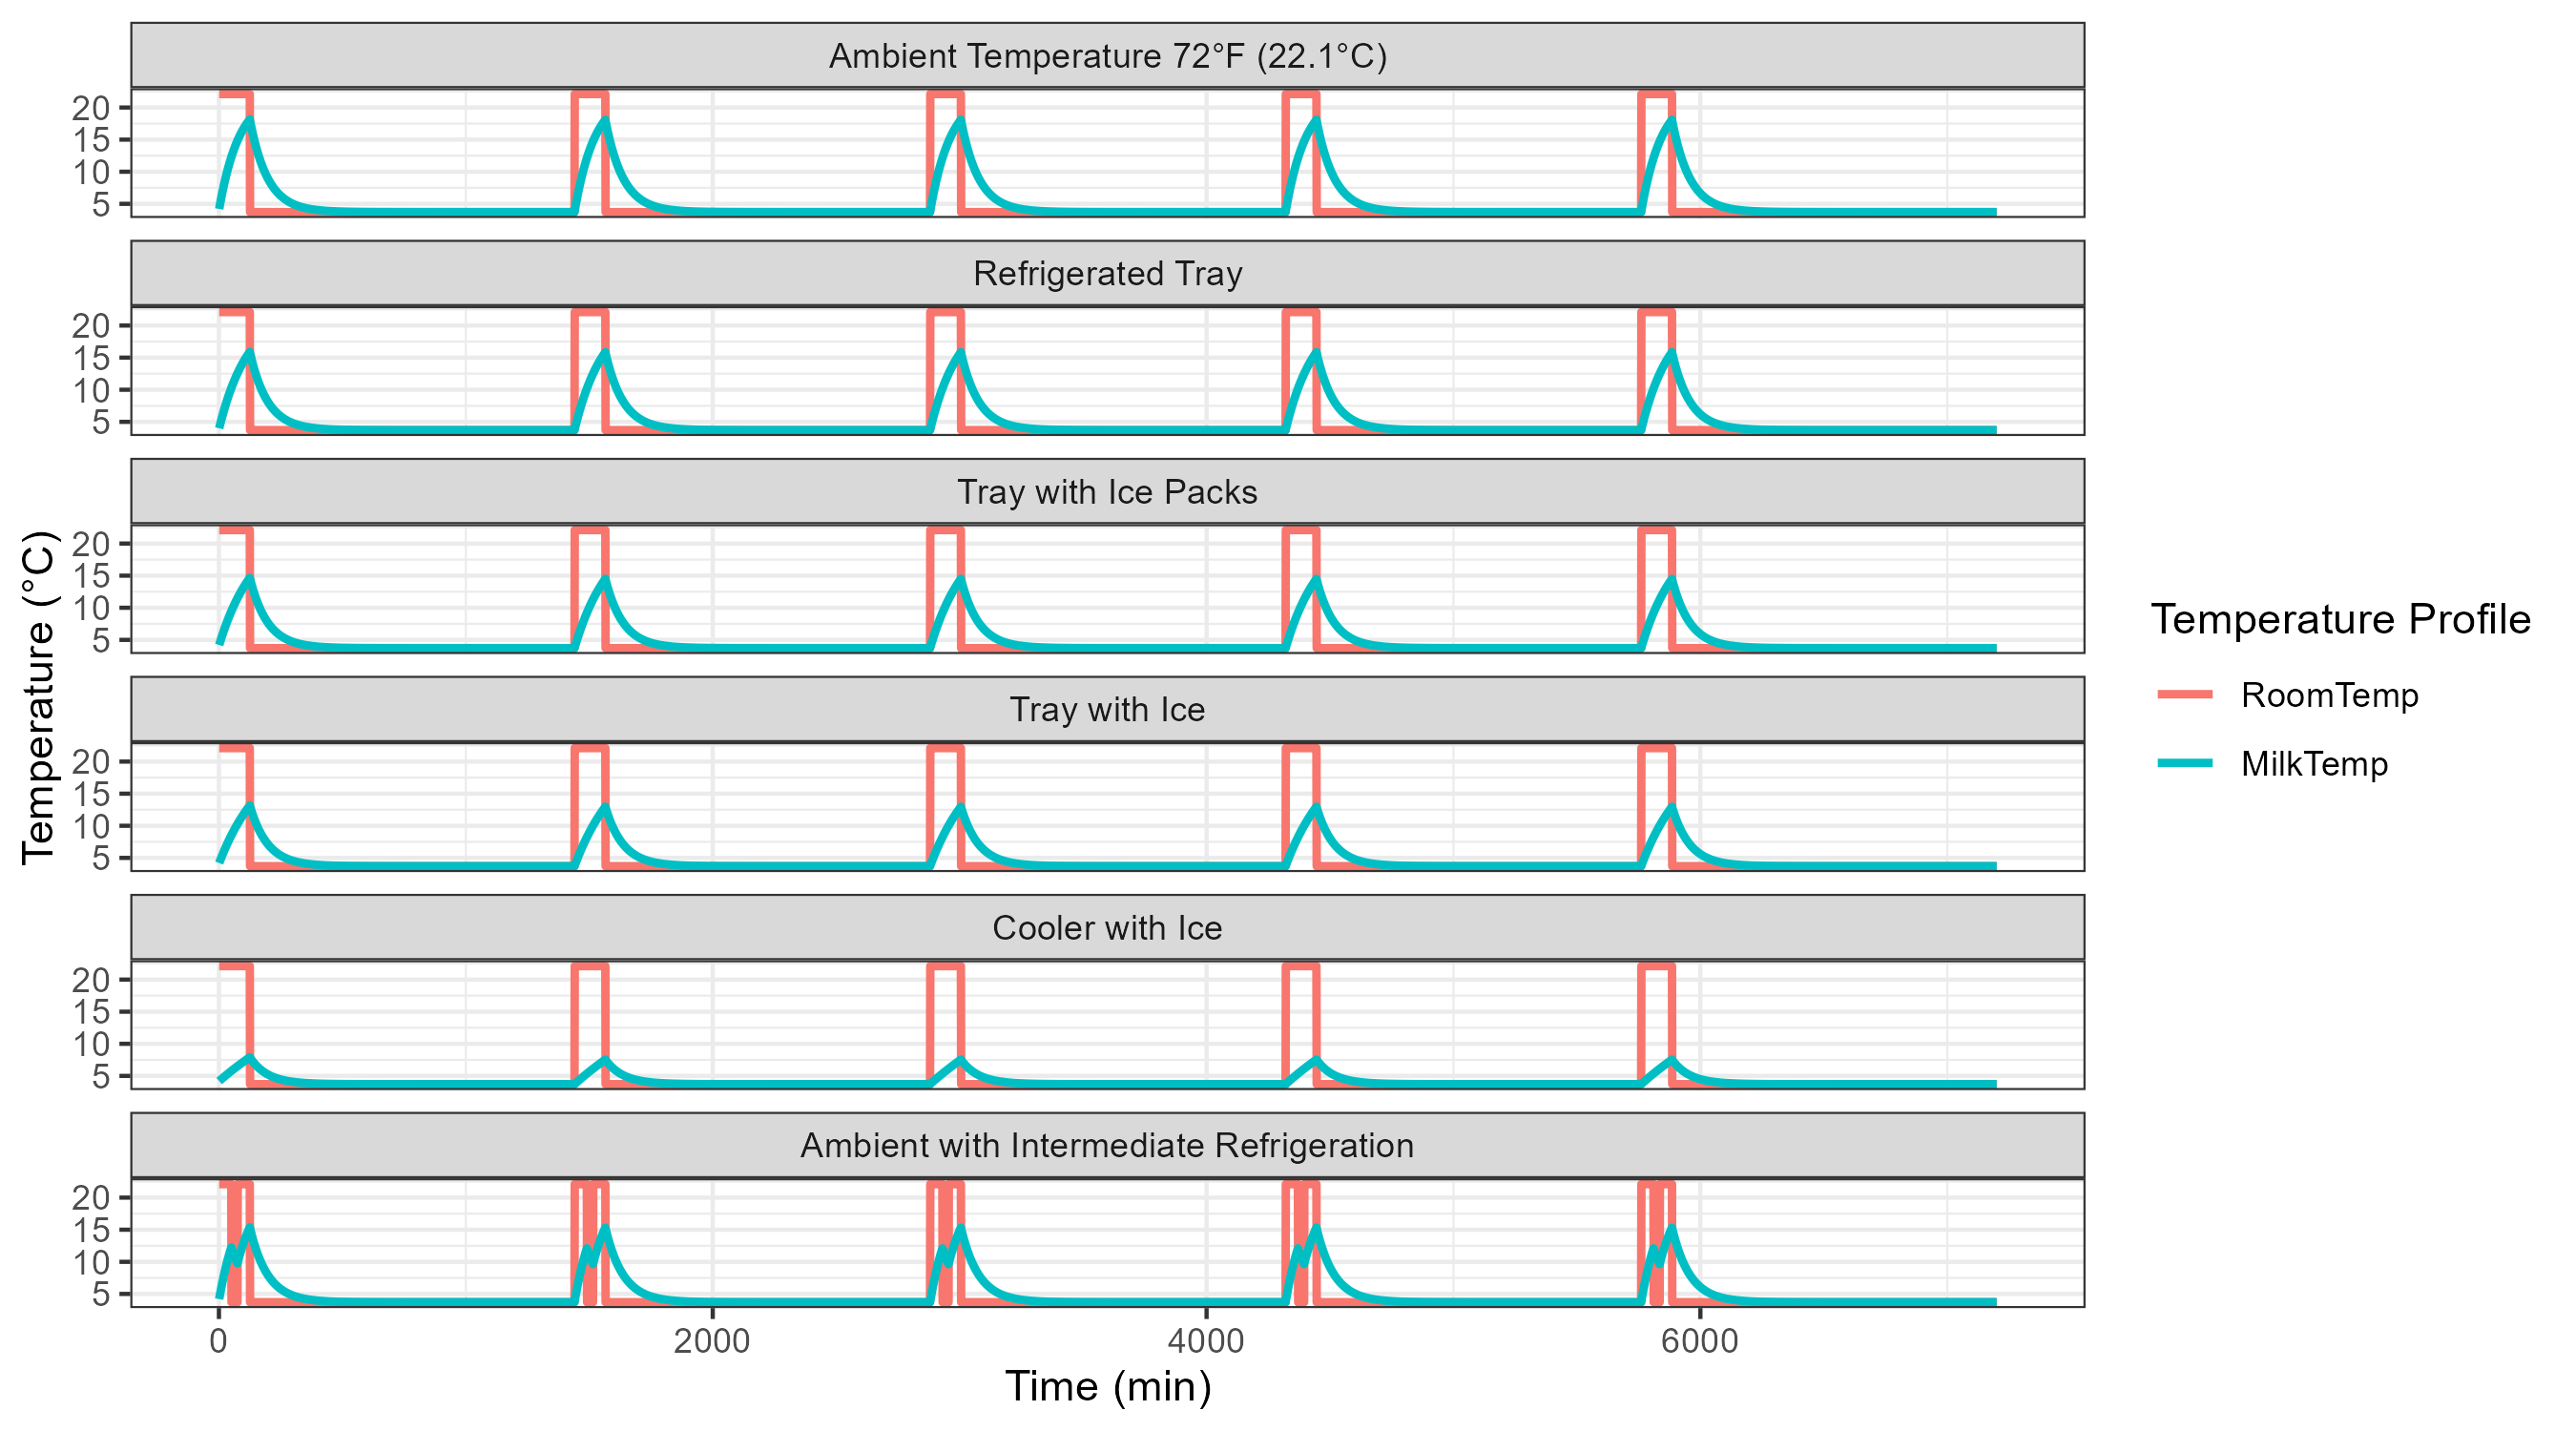 Ambient Temperature 72°F (22.1°C)
20
15
10
5
Refrigerated Tray
20
15
10
5
Tray with Ice Packs
20
15
10
5
Tray with Ice
20
15
10
5
Cooler with Ice
20
15
10
5
Ambient with Intermediate Refrigeration
20
15
10
5
0 2000 4000 6000
Time (min)
Temperature (°C)
Temperature Profile
RoomTemp
MilkTemp